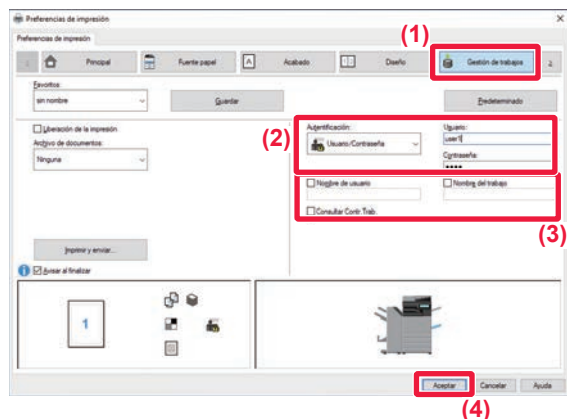 Preferencias de impresión
Preferencias de impresión
(1)
Principal Fuente papel Acabado Diseño Gestión de trabajos
Favoritos:
sin nombre Guardar Predeterminado
Liberación de la impresión
Archivo de documentos:
Ninguna
(2)
Autentificación: Usuario:
Usuario/Contraseña user1
Contraseña:
••••
Nombre de usuario Nombre del trabajo
Consultar Contr. Trab.
(3)
Imprimir y enviar...
Avisar al finalizar
1
Aceptar Cancelar Ayuda
(4)